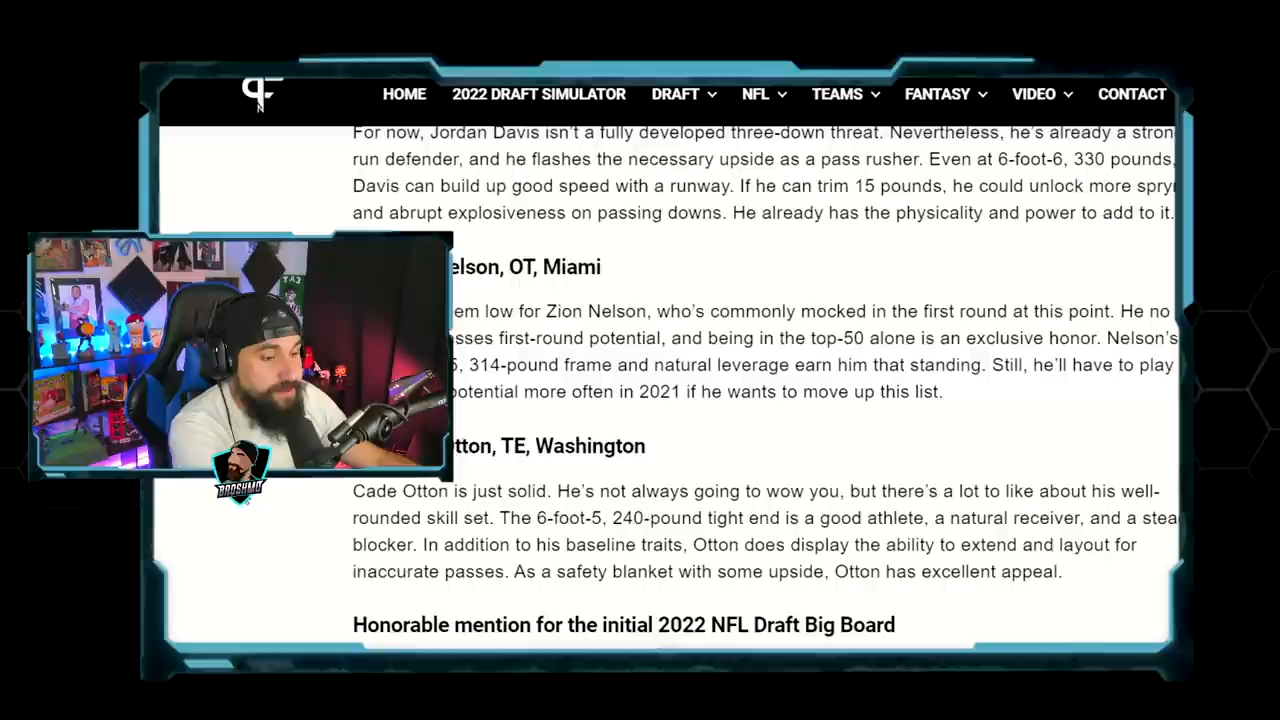 HOME 2022 DRAFT SIMULATOR DRAFT NFL TEAMS FANTASY VIDEO CONTACT
For now, Jordan Davis isn't a fully developed three-down threat. Nevertheless, he's already a stron
run defender, and he flashes the necessary upside as a pass rusher. Even at 6-foot-6, 330 pounds,
Davis can build up good speed with a runway. If he can trim 15 pounds, he could unlock more spry
and abrupt explosiveness on passing downs. He already has the physicality and power to add to it.
elson, OT, Miami
em low for Zion Nelson, who's commonly mocked in the first round at this point. He no
sses first-round potential, and being in the top-50 alone is an exclusive honor. Nelson's
5, 314-pound frame and natural leverage earn him that standing. Still, he'll have to play
potential more often in 2021 if he wants to move up this list.
tton, TE, Washington
Cade Otton is just solid. He's not always going to wow you, but there's a lot to like about his well-
rounded skill set. The 6-foot-5, 240-pound tight end is a good athlete, a natural receiver, and a stea
blocker. In addition to his baseline traits, Otton does display the ability to extend and layout for
inaccurate passes. As a safety blanket with some upside, Otton has excellent appeal.
Honorable mention for the initial 2022 NFL Draft Big Board
BROSHMO